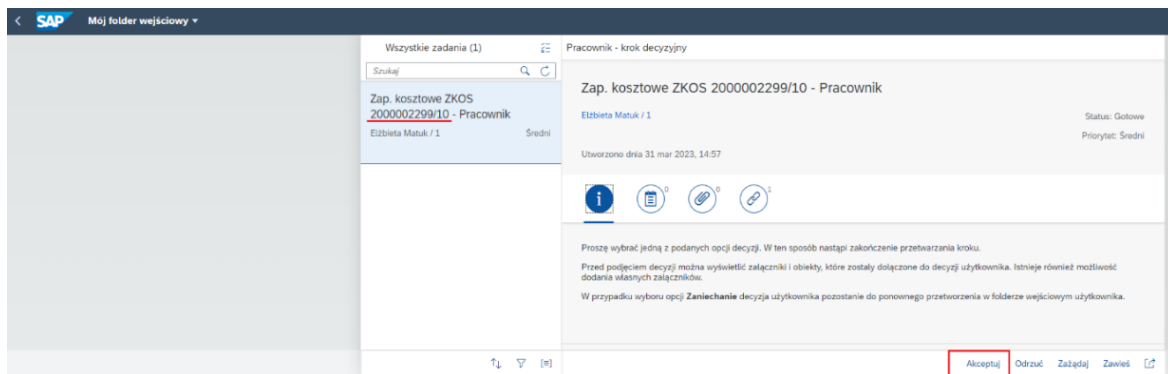 SAP Mój folder wejściowy
Wszystkie zadania (1)
Szukaj
Zap. kosztowe ZKOS
2000002299/10 - Pracownik
Elżbieta Matuk / 1 Średni
Pracownik - krok decyzyjny
Zap. kosztowe ZKOS 2000002299/10 - Pracownik
Elżbieta Matuk / 1
Status: Gotowe
Priorytet: Średni
Utworzono dnia 31 mar 2023, 14:57
0 0 1
Proszę wybrać jedną z podanych opcji decyzji. W ten sposób nastąpi zakończenie przetwarzania kroku.
Przed podjęciem decyzji można wyświetlić załączniki i obiekty, które zostały dołączone do decyzji użytkownika. Istnieje również możliwość
dodania własnych załączników.
W przypadku wyboru opcji Zaniechanie decyzja użytkownika pozostanie do ponownego przetworzenia w folderze wejściowym użytkownika.
Akceptuj Odrzuć Zażądaj Zawieś